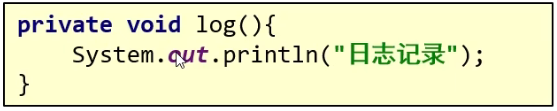 private void log(){
System.out.println("日志记录");
}